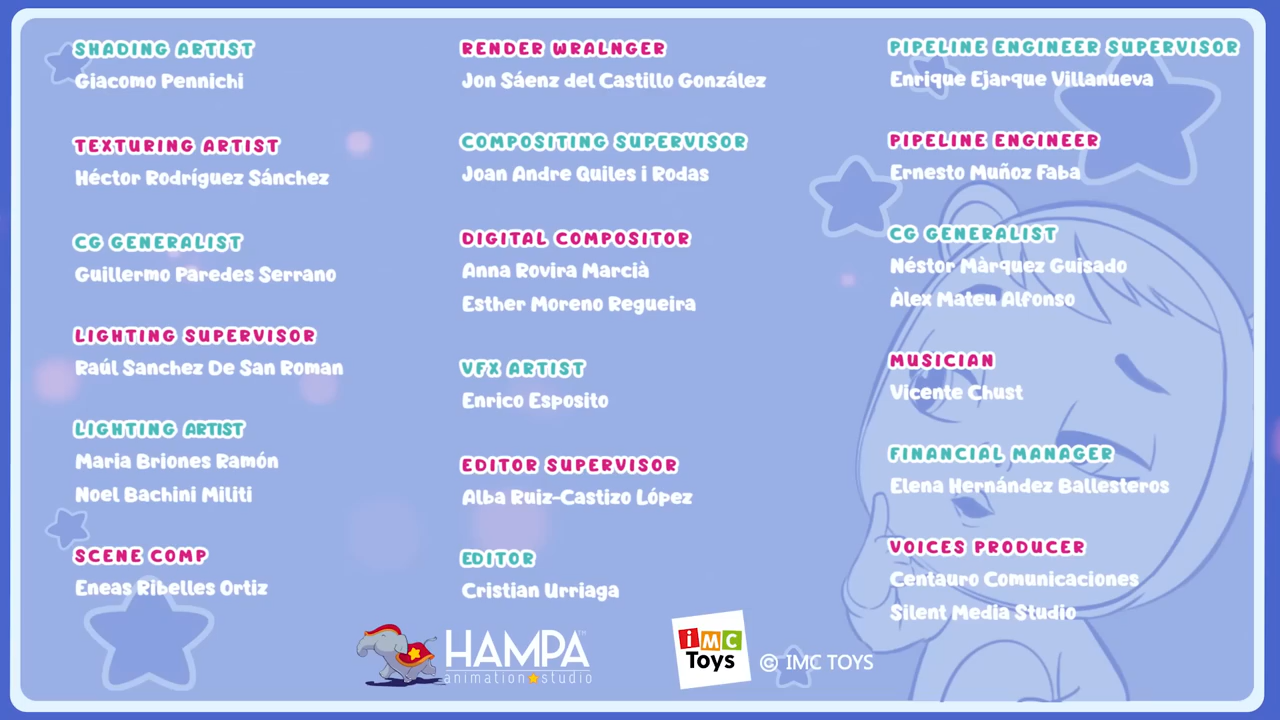 SHADING ARTIST
Giacomo Pennichi
TEXTURING ARTIST
Héctor Rodríguez Sánchez
CG GENERALIST
Guillermo Paredes Serrano
LIGHTING SUPERVISOR
Raúl Sanchez De San Roman
LIGHTING ARTIST
Maria Briones Ramón
Noel Bachini Militi
SCENE COMP
Eneas Ribelles Ortiz
RENDER WRALNGER
Jon Sáenz del Castillo González
COMPOSITING SUPERVISOR
Joan Andre Quiles i Rodas
DIGITAL COMPOSITOR
Anna Rovira Marcià
Esther Moreno Regueira
VFX ARTIST
Enrico Esposito
EDITOR SUPERVISOR
Alba Ruiz-Castizo López
EDITOR
Cristian Urriaga
PIPELINE ENGINEER SUPERVISOR
Enrique Ejarque Villanueva
PIPELINE ENGINEER
Ernesto Muñoz Faba
CG GENERALIST
Néstor Màrquez Guisado
Àlex Mateu Alfonso
MUSICIAN
Vicente Chust
FINANCIAL MANAGER
Elena Hernández Ballesteros
VOICES PRODUCER
Centauro Comunicaciones
Silent Media Studio
HAMPA™
animation studio
iMC
Toys
© IMC TOYS